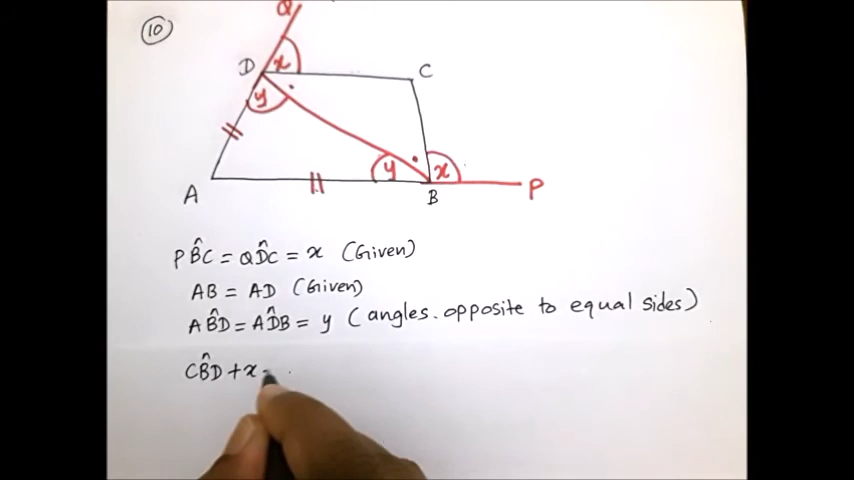 10
Q
D x C
y
y x
A B P
PB̂C = QD̂C = x (Given)
AB = AD (Given)
AB̂D = AD̂B = y (angles opposite to equal sides)
CB̂D + x =